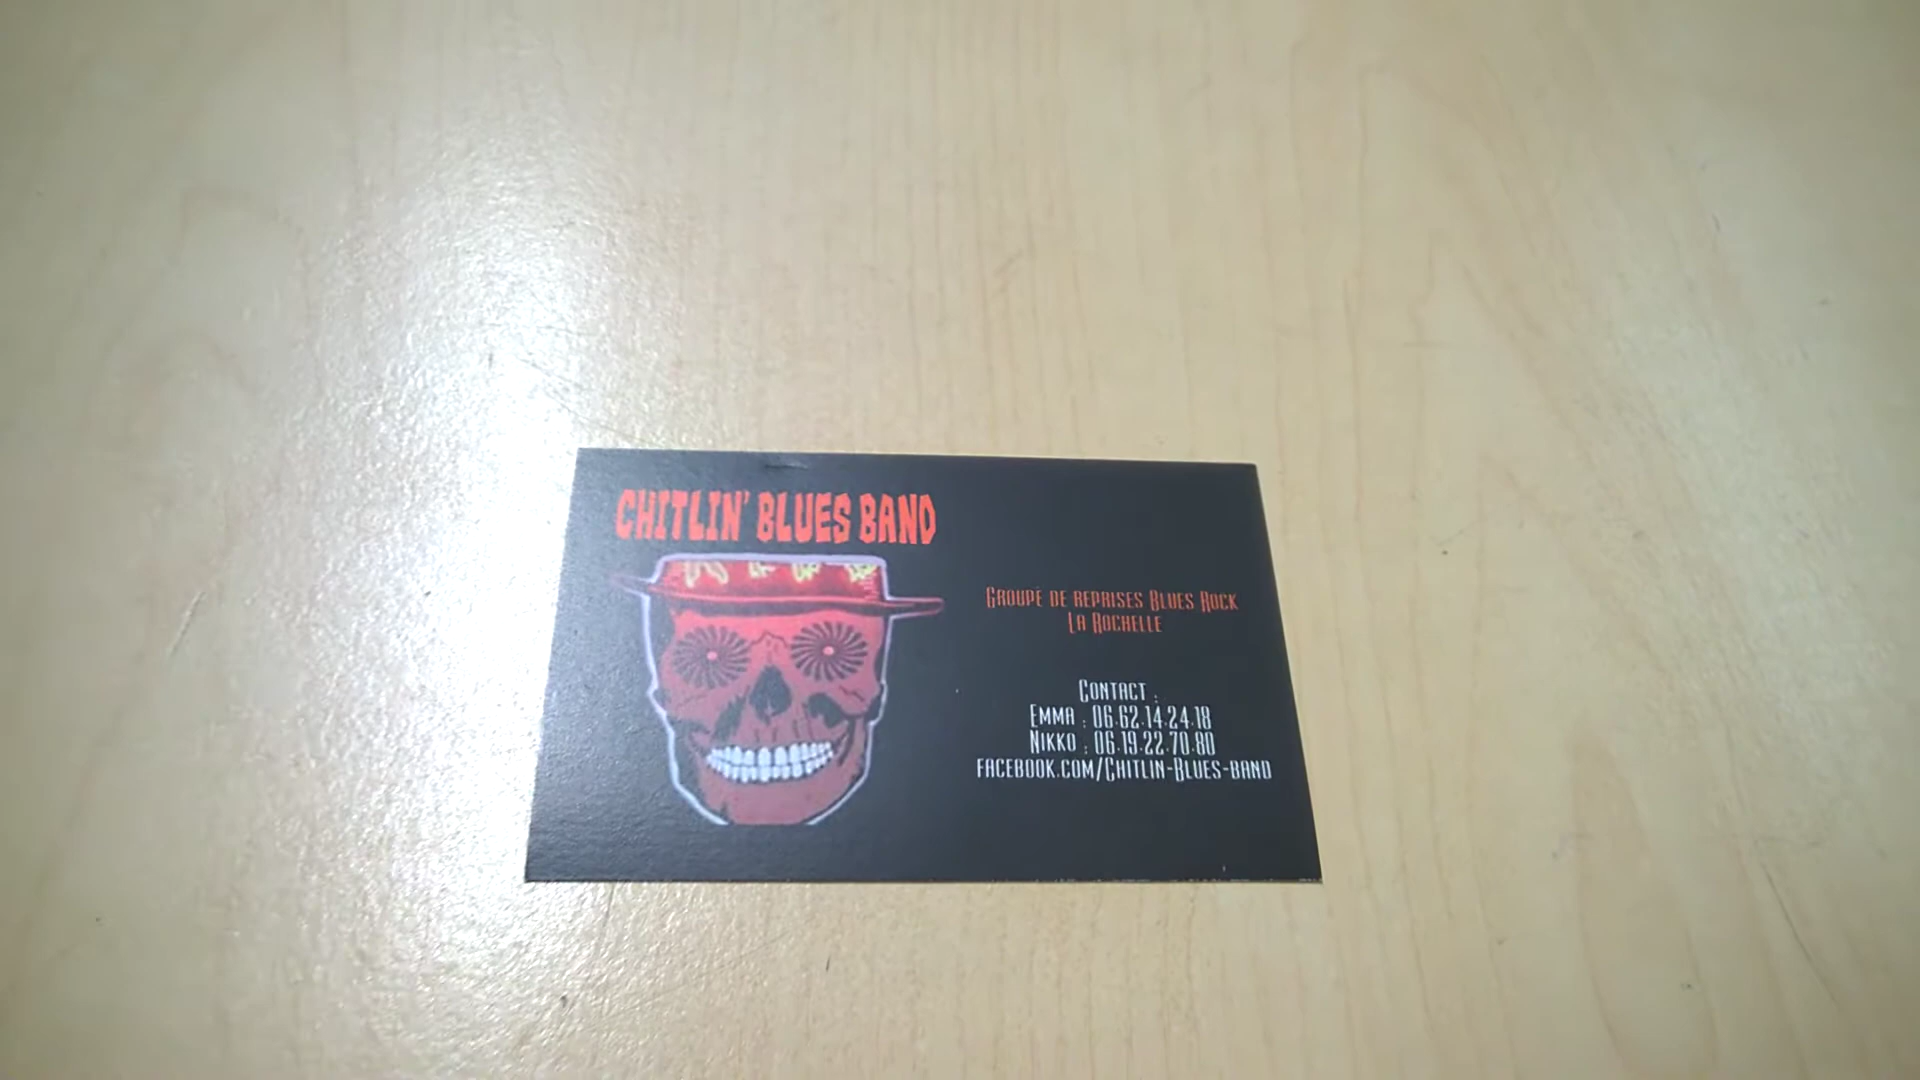 CHITLIN' BLUES BAND
GROUPE DE REPRISES BLUES ROCK
LA ROCHELLE
CONTACT :
EMMA : 06.62.14.24.18
NIKKO : 06.19.22.70.80
FACEBOOK.COM/CHITLIN-BLUES-BAND